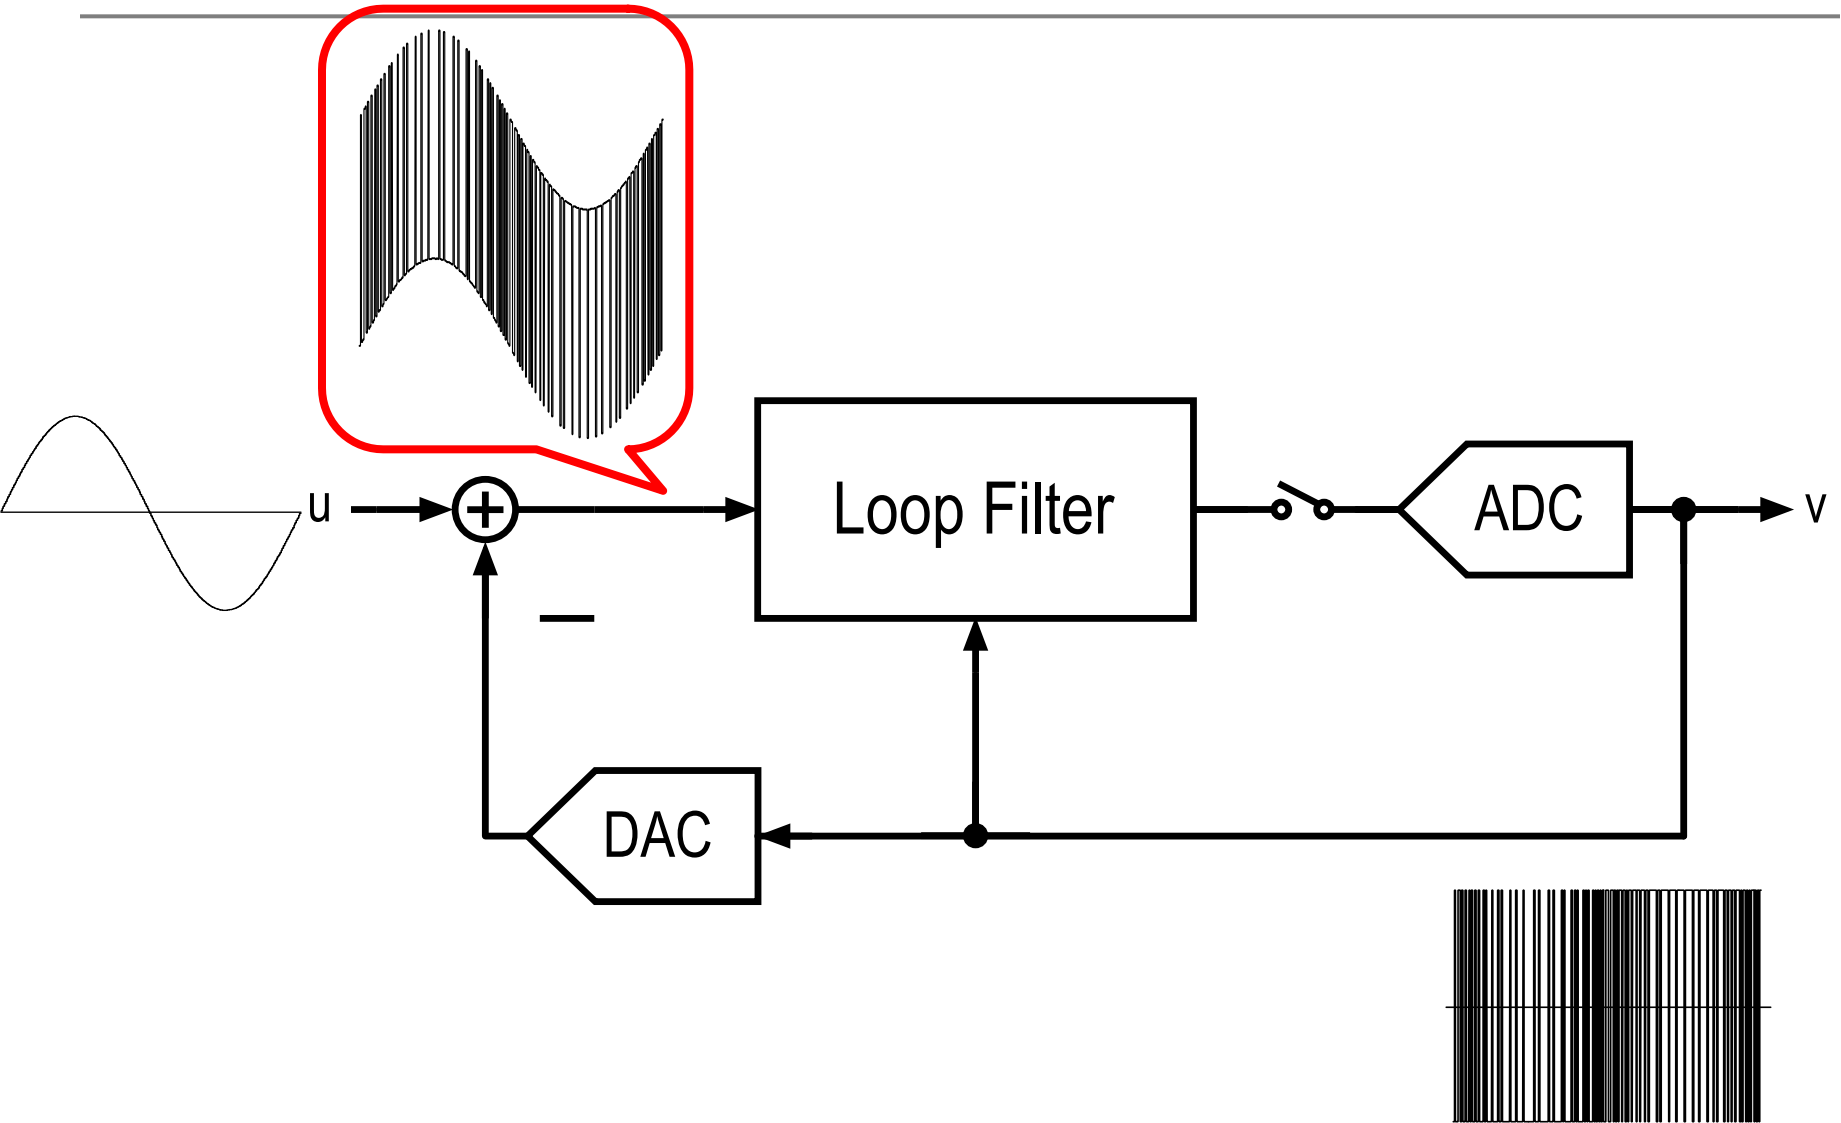 u
+
Loop Filter
ADC
v
−
DAC